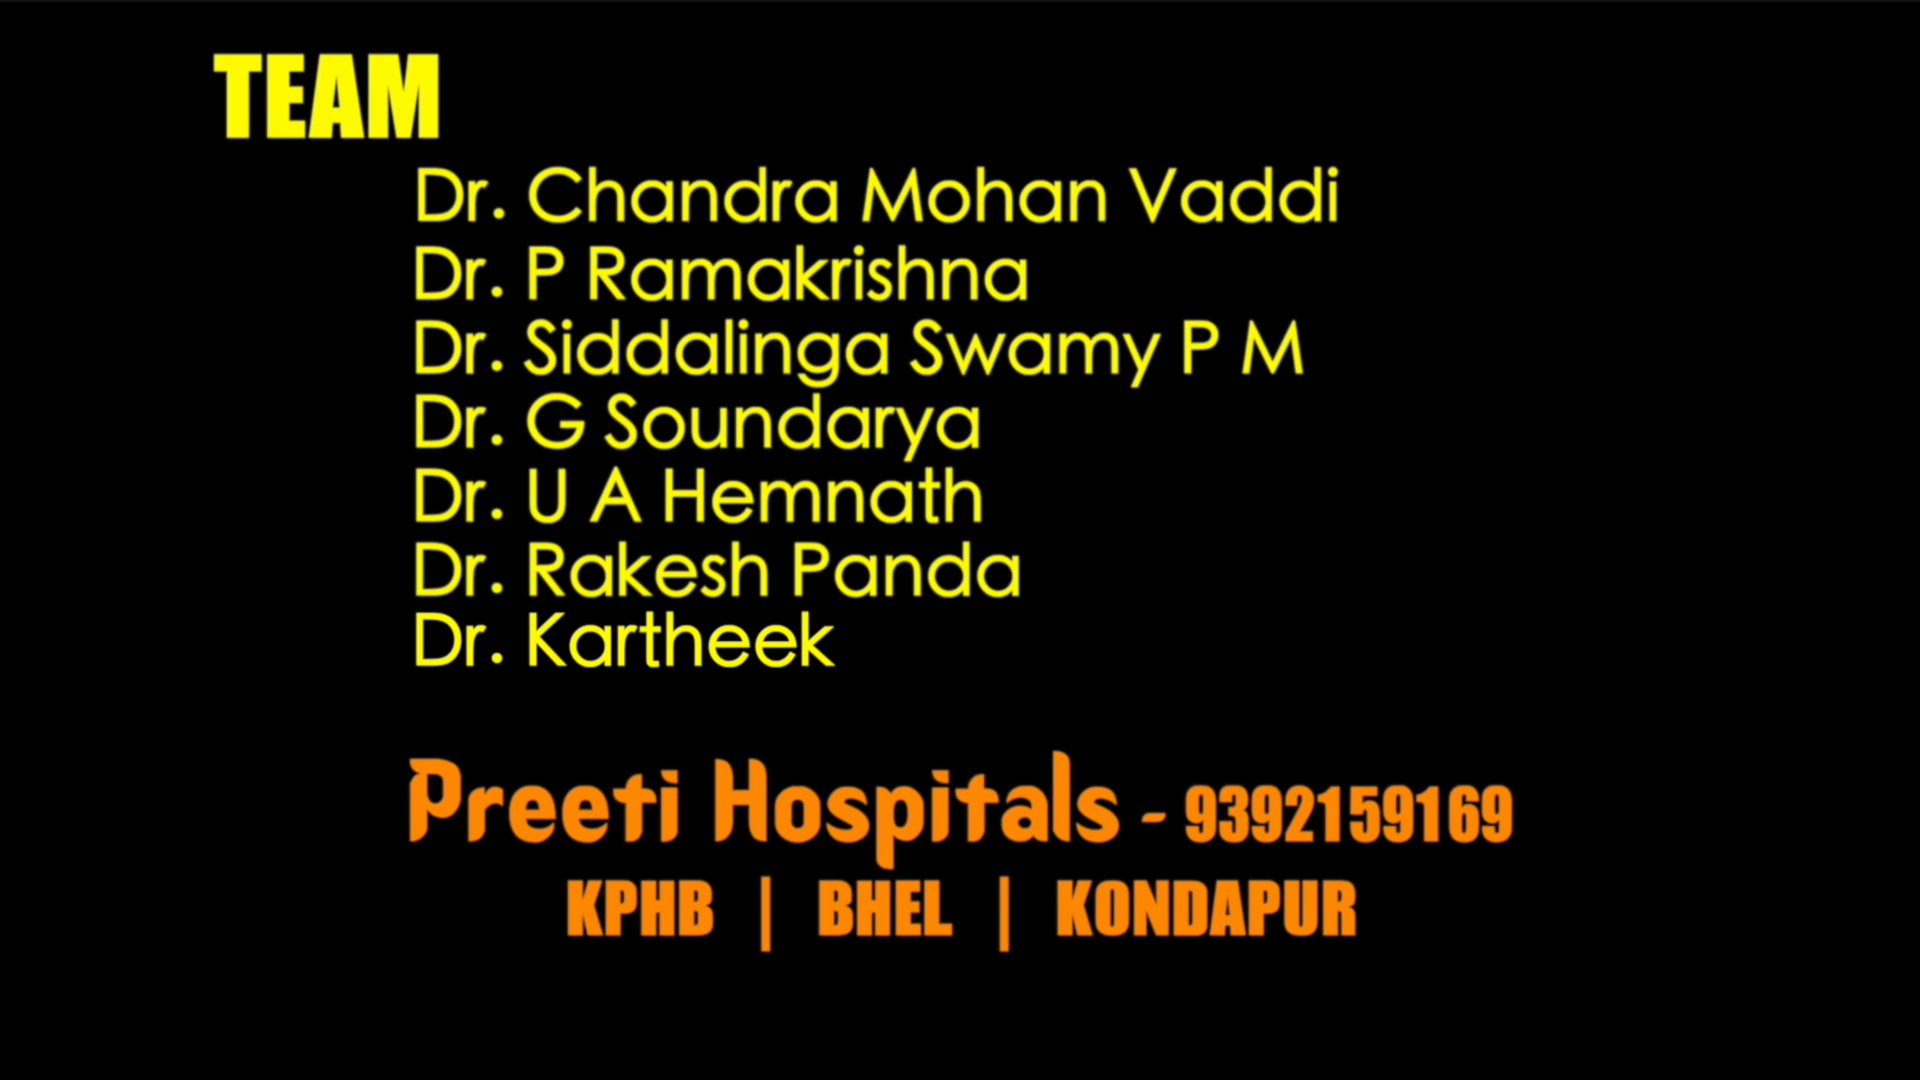 TEAM
Dr. Chandra Mohan Vaddi
Dr. P Ramakrishna
Dr. Siddalinga Swamy P M
Dr. G Soundarya
Dr. U A Hemnath
Dr. Rakesh Panda
Dr. Kartheek
Preeti Hospitals - 9392159169
KPHB | BHEL | KONDAPUR